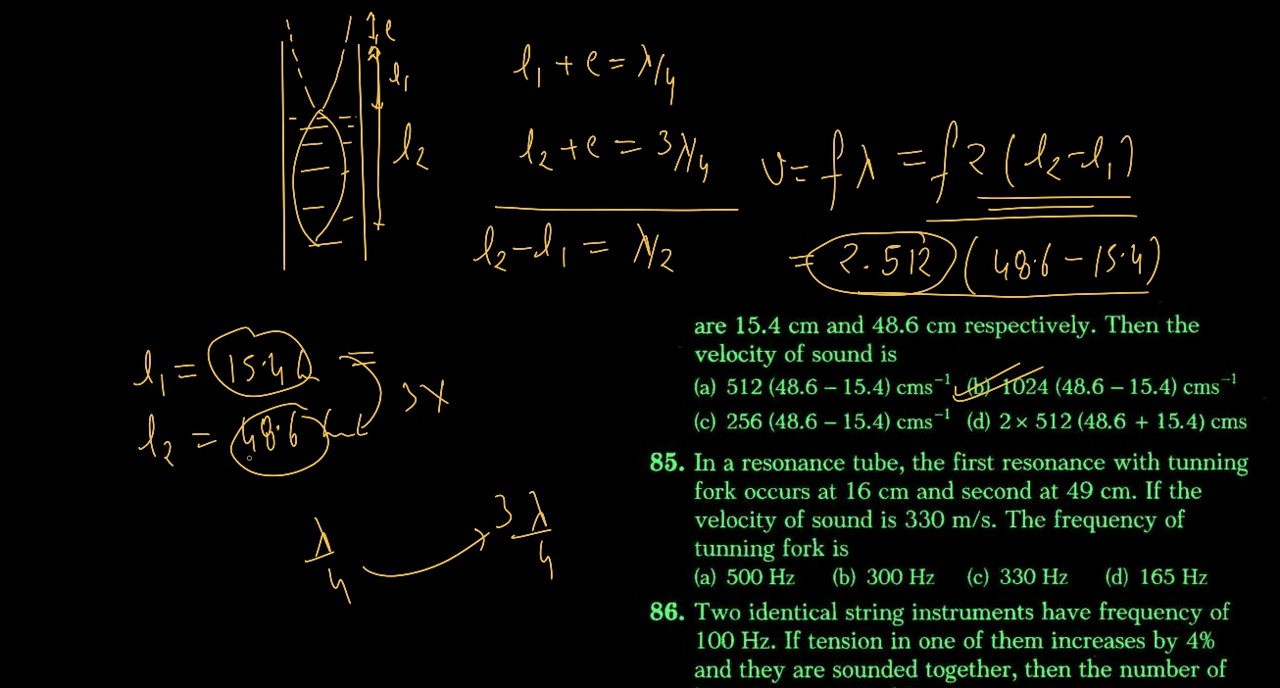 e
l₁
l₂
l₁ + e = λ/4
l₂ + e = 3λ/4
l₂ - l₁ = λ/2
v = fλ = f2(l₂-l₁)
= 2.512 (48.6 - 15.4)
l₁ = 15.4
l₂ = 48.6
3X
λ/4
3λ/4
are 15.4 cm and 48.6 cm respectively. Then the
velocity of sound is
(a) 512 (48.6 – 15.4) cms⁻¹ (b) 1024 (48.6 – 15.4) cms⁻¹
(c) 256 (48.6 – 15.4) cms⁻¹ (d) 2 × 512 (48.6 + 15.4) cms
85. In a resonance tube, the first resonance with tunning
fork occurs at 16 cm and second at 49 cm. If the
velocity of sound is 330 m/s. The frequency of
tunning fork is
(a) 500 Hz (b) 300 Hz (c) 330 Hz (d) 165 Hz
86. Two identical string instruments have frequency of
100 Hz. If tension in one of them increases by 4%
and they are sounded together, then the number of